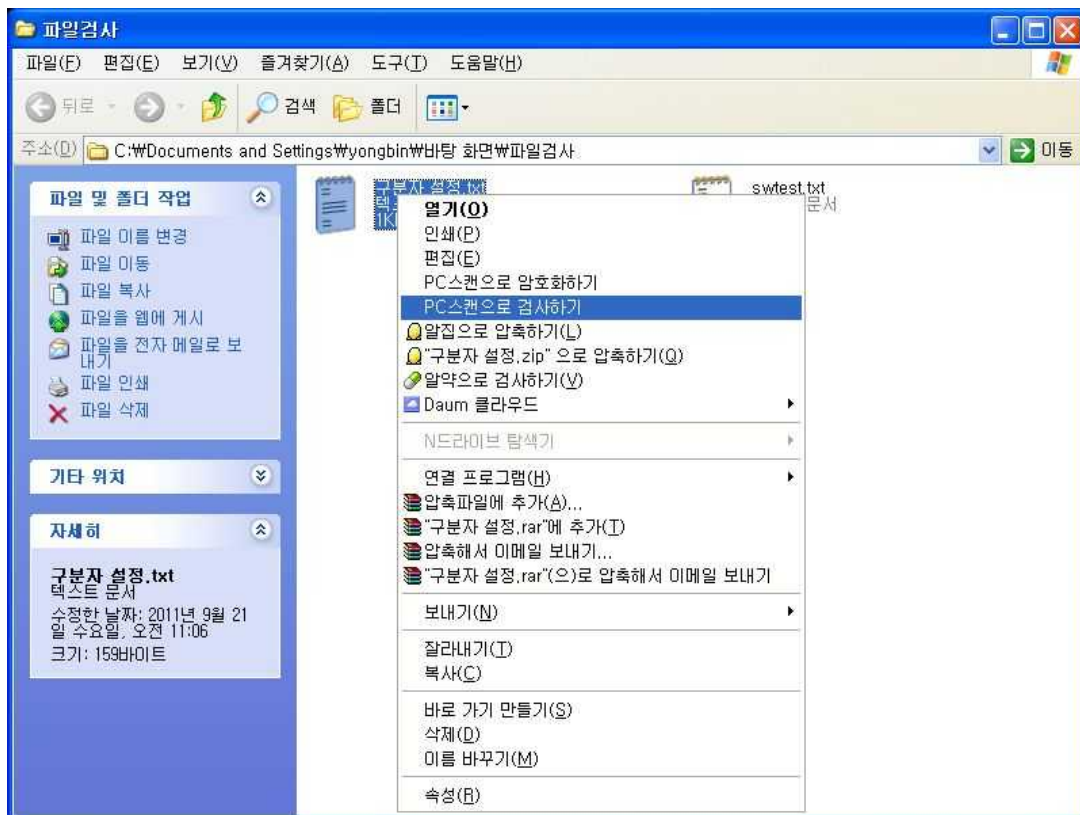 파일검사
파일(F) 편집(E) 보기(V) 즐겨찾기(A) 도구(T) 도움말(H)
뒤로 검색 폴더
주소(D) C:₩Documents and Settings₩yongbin₩바탕 화면₩파일검사 이동
파일 및 폴더 작업
파일 이름 변경
파일 이동
파일 복사
파일을 웹에 게시
파일을 전자 메일로 보
내기
파일 인쇄
파일 삭제
기타 위치
자세히
구분자 설정.txt
텍스트 문서
수정한 날짜: 2011년 9월 21
일 수요일, 오전 11:06
크기: 159바이트
구분자 설정.txt
swtest.txt
문서
열기(O)
인쇄(P)
편집(E)
PC스캔으로 암호화하기
PC스캔으로 검사하기
알집으로 압축하기(L)
"구분자 설정.zip" 으로 압축하기(Q)
알약으로 검사하기(V)
Daum 클라우드
N드라이브 탐색기
연결 프로그램(H)
압축파일에 추가(A)...
"구분자 설정.rar"에 추가(T)
압축해서 이메일 보내기...
"구분자 설정.rar"(으)로 압축해서 이메일 보내기
보내기(N)
잘라내기(T)
복사(C)
바로 가기 만들기(S)
삭제(D)
이름 바꾸기(M)
속성(R)